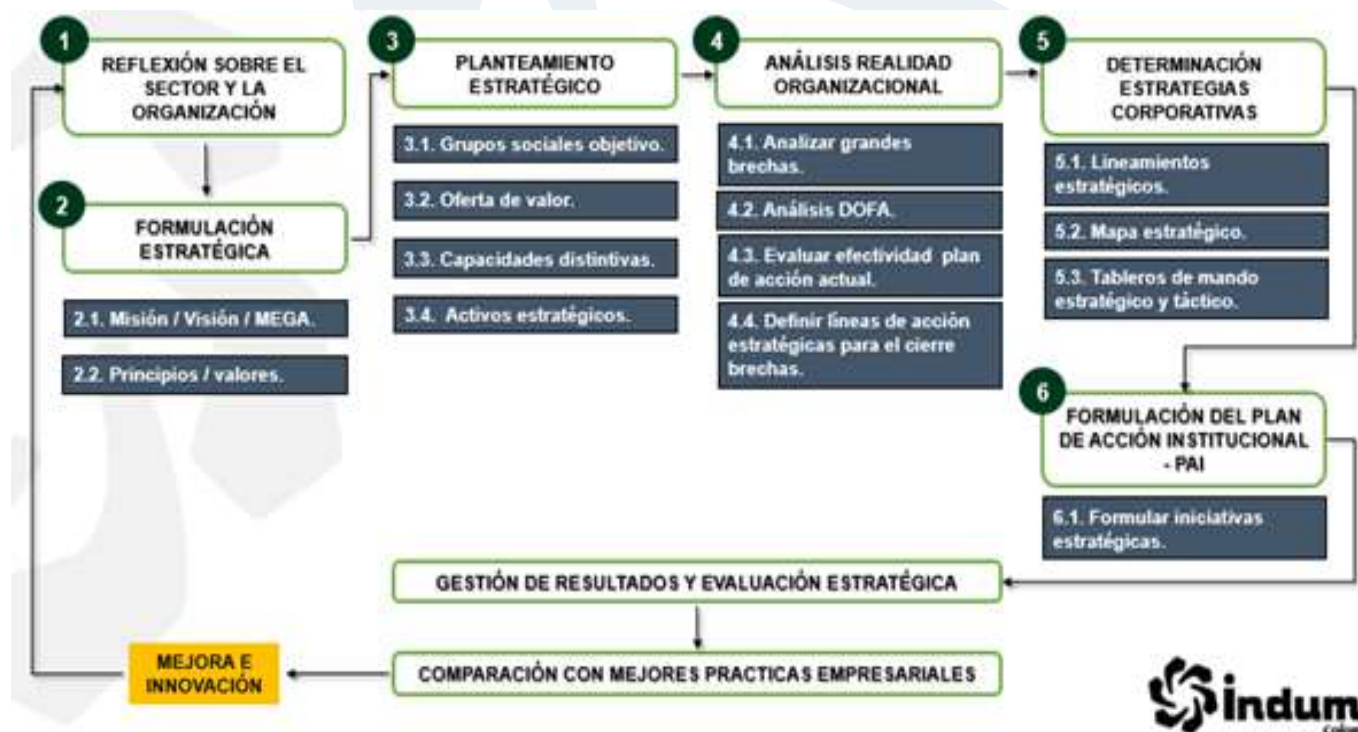 1
REFLEXIÓN SOBRE EL
SECTOR Y LA
ORGANIZACIÓN
2
FORMULACIÓN
ESTRATÉGICA
2.1. Misión / Visión / MEGA.
2.2. Principios / valores.
3
PLANTEAMIENTO
ESTRATÉGICO
3.1. Grupos sociales objetivo.
3.2. Oferta de valor.
3.3. Capacidades distintivas.
3.4. Activos estratégicos.
4
ANÁLISIS REALIDAD
ORGANIZACIONAL
4.1. Analizar grandes
brechas.
4.2. Análisis DOFA.
4.3. Evaluar efectividad plan
de acción actual.
4.4. Definir líneas de acción
estratégicas para el cierre
brechas.
5
DETERMINACIÓN
ESTRATEGIAS
CORPORATIVAS
5.1. Lineamientos
estratégicos.
5.2. Mapa estratégico.
5.3. Tableros de mando
estratégico y táctico.
6
FORMULACIÓN DEL PLAN
DE ACCIÓN INSTITUCIONAL
- PAI
6.1. Formular iniciativas
estratégicas.
GESTIÓN DE RESULTADOS Y EVALUACIÓN ESTRATÉGICA
COMPARACIÓN CON MEJORES PRACTICAS EMPRESARIALES
MEJORA E
INNOVACIÓN
indum